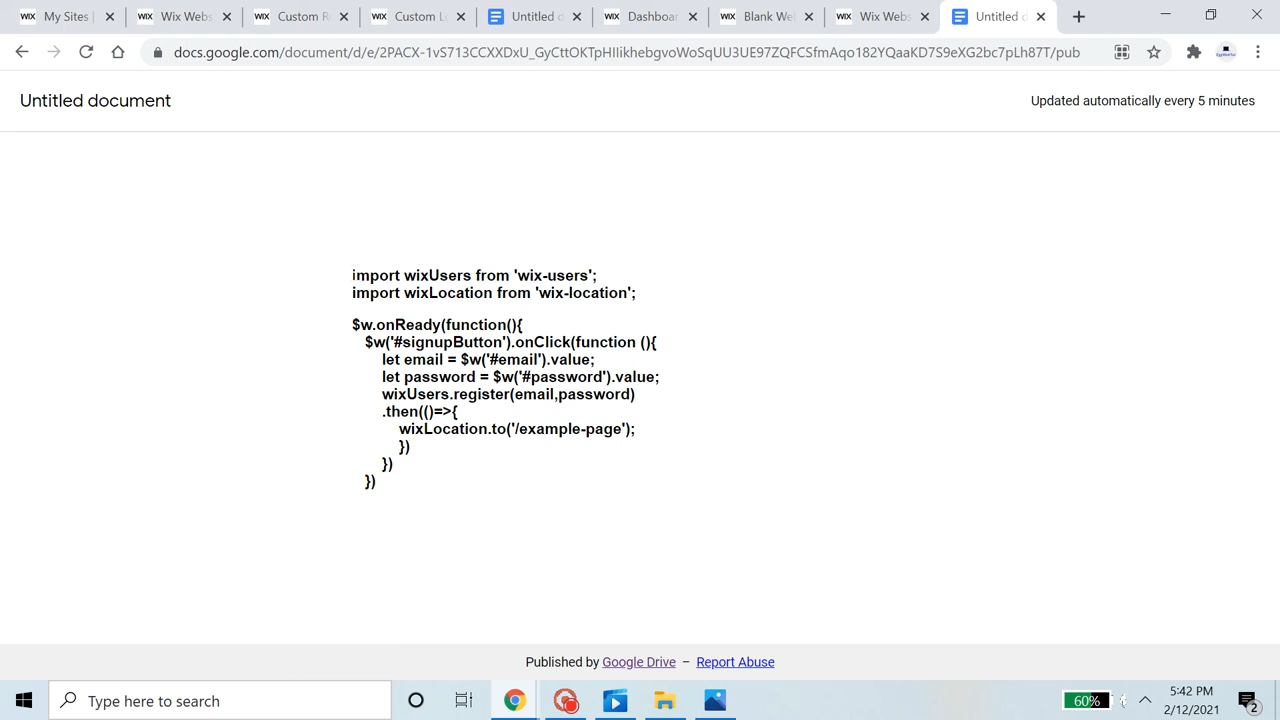 My Sites
Wix Webs
Custom R
Custom Lo
Untitled d
Dashboar
Blank We
Wix Webs
Untitled d
docs.google.com/document/d/e/2PACX-1vS713CCXXDxU_GyCttOKTpHIIikhebgvoWoSqUU3UE97ZQFCSfmAqo182YQaaKD7S9eXG2bc7pLh87T/pub
Untitled document
Updated automatically every 5 minutes
import wixUsers from 'wix-users';
import wixLocation from 'wix-location';
$w.onReady(function(){
$w('#signupButton').onClick(function (){
let email = $w('#email').value;
let password = $w('#password').value;
wixUsers.register(email,password)
.then(()=>{
wixLocation.to('/example-page');
})
})
})
Published by Google Drive – Report Abuse
Type here to search
60%
5:42 PM
2/12/2021
2